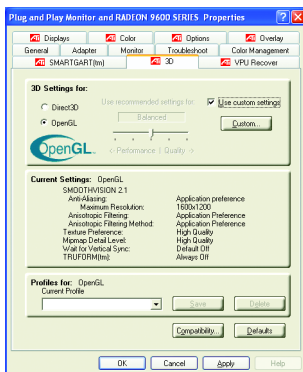 Plug and Play Monitor and RADEON 9600 SERIES Properties
Displays Color Options Overlay
General Adapter Monitor Troubleshoot Color Management
SMARTGART(tm) 3D VPU Recover
3D Settings for:
Direct3D
OpenGL
Use recommended settings for:
Balanced
<- Performance | Quality ->
Use custom settings
Custom...
OpenGL
Current Settings: OpenGL
SMOOTHVISION 2.1
Anti-Aliasing: Application preference
Maximum Resolution: 1600x1200
Anisotropic Filtering: Application preference
Anisotropic Filtering Method: Application preference
Texture Preference: High Quality
Mipmap Detail Level: High Quality
Wait for Vertical Sync: Default Off
TRUFORM(tm): Always Off
Profiles for: OpenGL
Current Profile
Save Delete
Compatibility... Defaults
OK Cancel Apply Help